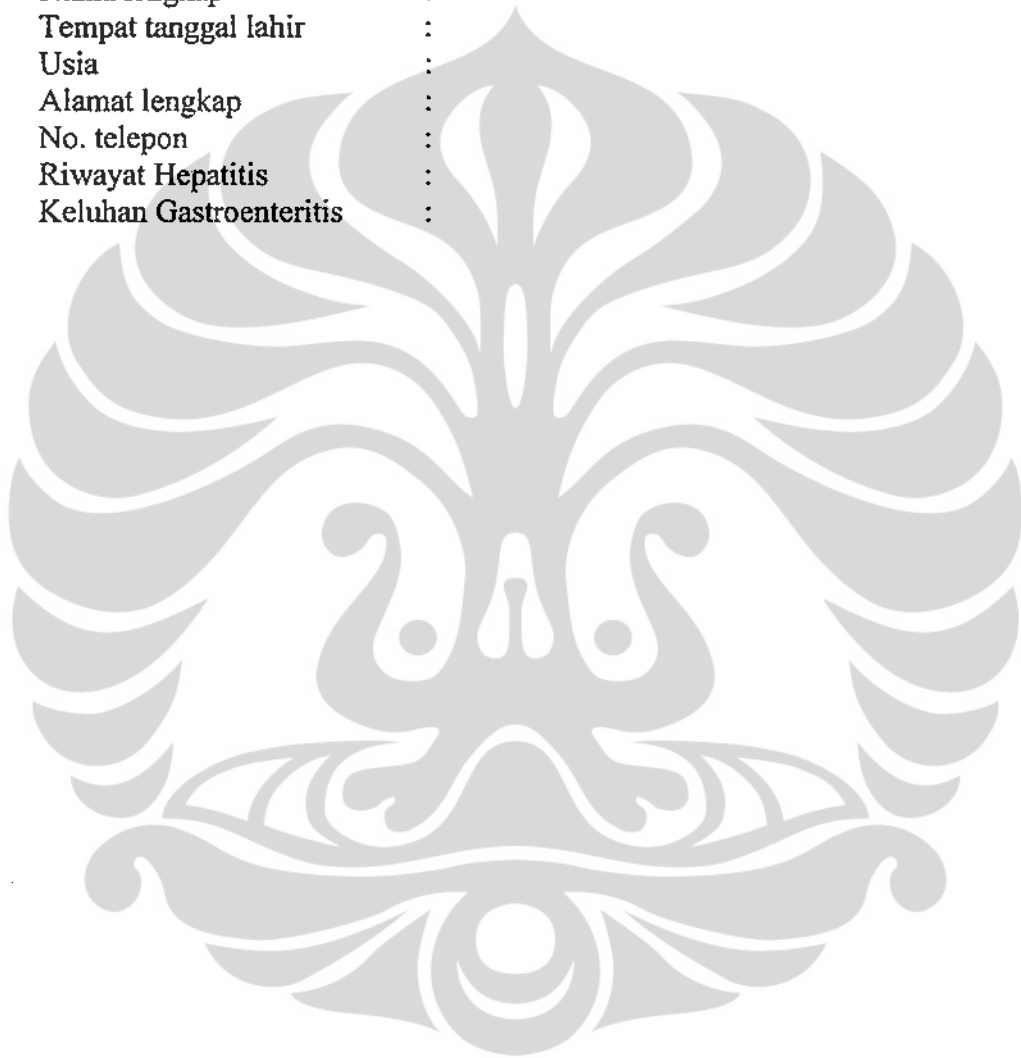 Tempat tanggal lahir :
Usia :
Alamat lengkap :
No. telepon :
Riwayat Hepatitis :
Keluhan Gastroenteritis :